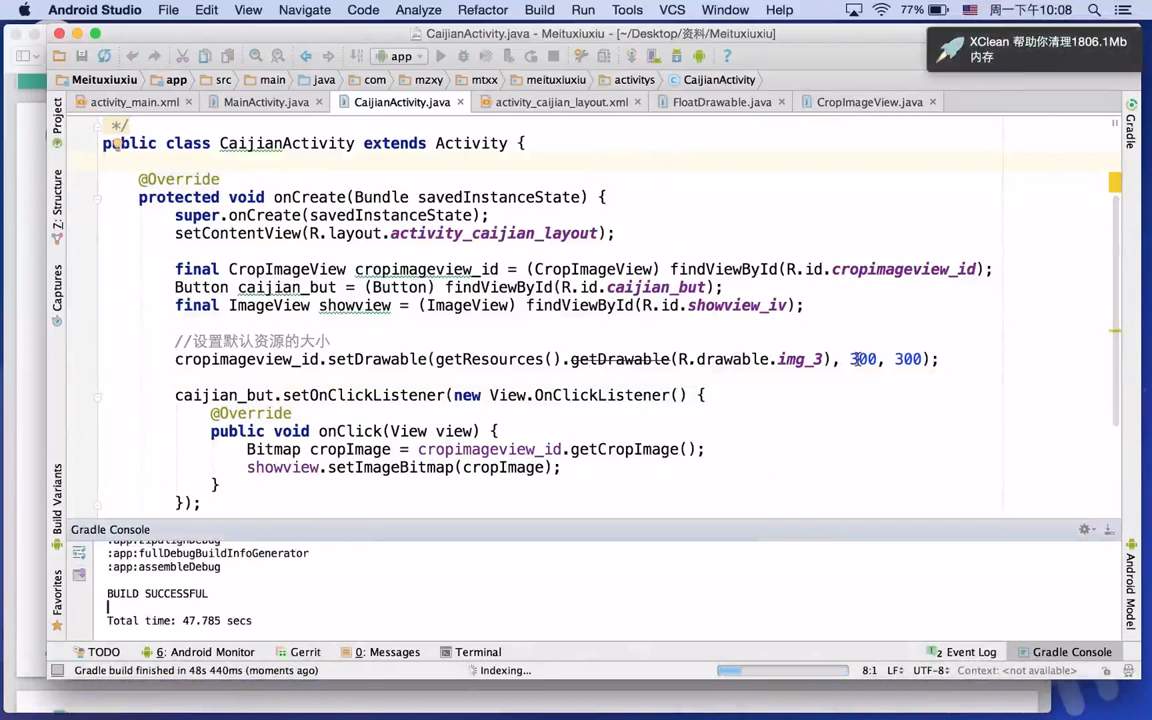 Android Studio File Edit View Navigate Code Analyze Refactor Build Run Tools VCS Window Help 77% 周一下午10:08
CaijianActivity.java - Meituxiuxiu - [~/Desktop/资料/Meituxiuxiu]
XClean 帮助你清理1806.1Mb
内存
app
Meituxiuxiu app src main java com mzxy mtxx meituxiuxiu activitys CaijianActivity
activity_main.xml MainActivity.java CaijianActivity.java activity_caijian_layout.xml FloatDrawable.java CropImageView.java
Project
Z: Structure
Captures
Build Variants
Favorites
Gradle
Android Model
*/
public class CaijianActivity extends Activity {
@Override
protected void onCreate(Bundle savedInstanceState) {
super.onCreate(savedInstanceState);
setContentView(R.layout.activity_caijian_layout);
final CropImageView cropimageview_id = (CropImageView) findViewById(R.id.cropimageview_id);
Button caijian_but = (Button) findViewById(R.id.caijian_but);
final ImageView showview = (ImageView) findViewById(R.id.showview_iv);
//设置默认资源的大小
cropimageview_id.setDrawable(getResources().getDrawable(R.drawable.img_3), 300, 300);
caijian_but.setOnClickListener(new View.OnClickListener() {
@Override
public void onClick(View view) {
Bitmap cropImage = cropimageview_id.getCropImage();
showview.setImageBitmap(cropImage);
}
});
Gradle Console
:app:zipalignDebug
:app:fullDebugBuildInfoGenerator
:app:assembleDebug
BUILD SUCCESSFUL
Total time: 47.785 secs
TODO 6: Android Monitor Gerrit 0: Messages Terminal 2 Event Log Gradle Console
Gradle build finished in 48s 440ms (moments ago) Indexing... 8:1 LF UTF-8 Context: <not available>